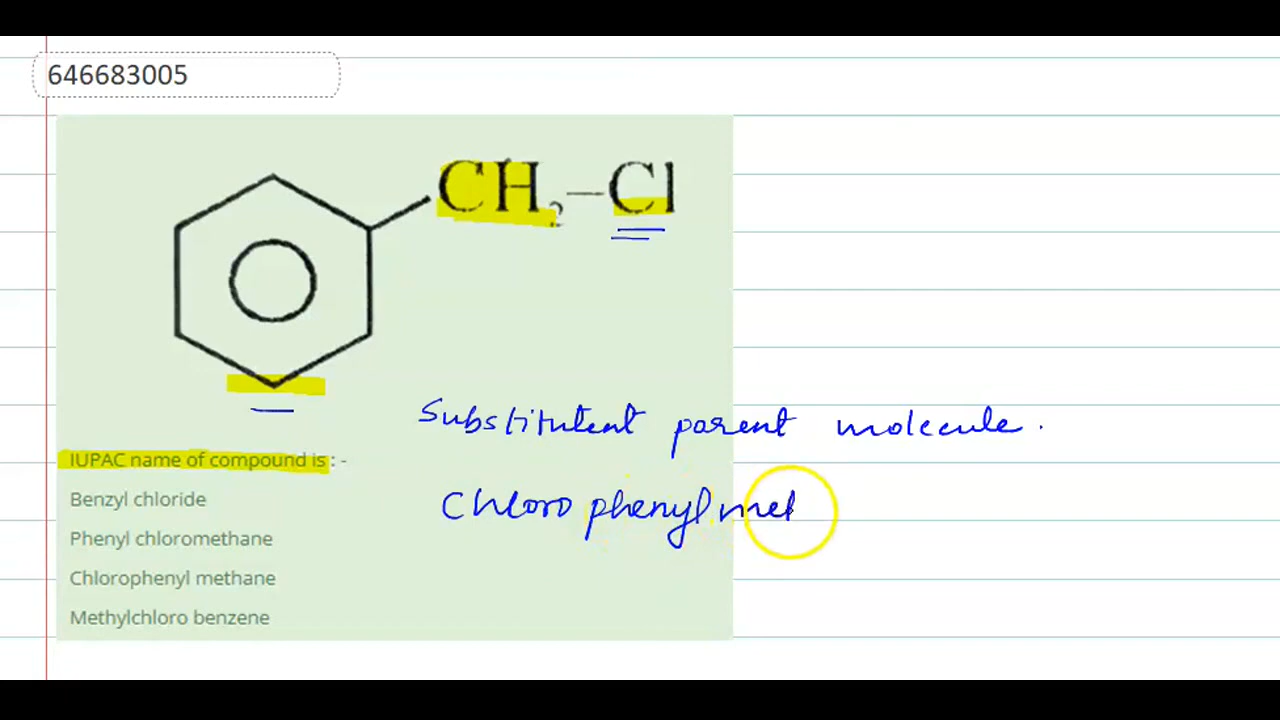 646683005
CH₂–Cl
IUPAC name of compound is : -
Benzyl chloride
Phenyl chloromethane
Chlorophenyl methane
Methylchloro benzene
Substitutent parent molecule.
Chloro phenyl met